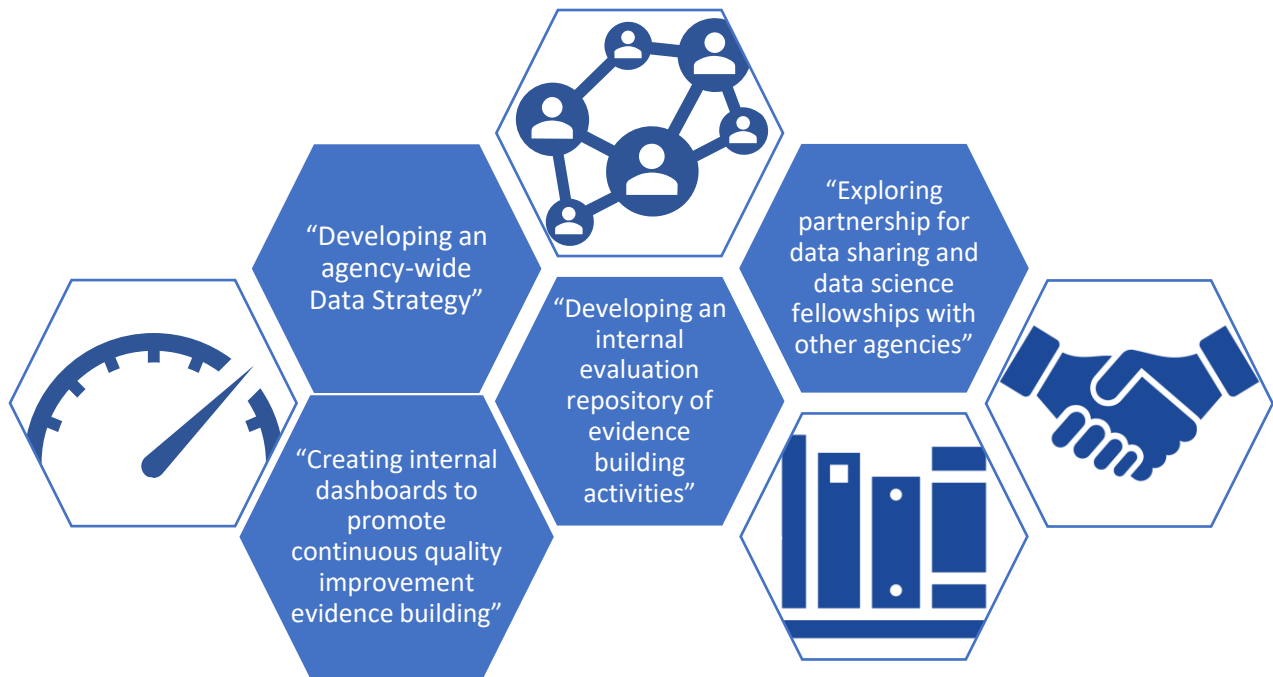 “Developing an
agency-wide
Data Strategy”
“Creating internal
dashboards to
promote
continuous quality
improvement
evidence building”
“Developing an
internal
evaluation
repository of
evidence
building
activities”
“Exploring
partnership for
data sharing and
data science
fellowships with
other agencies”